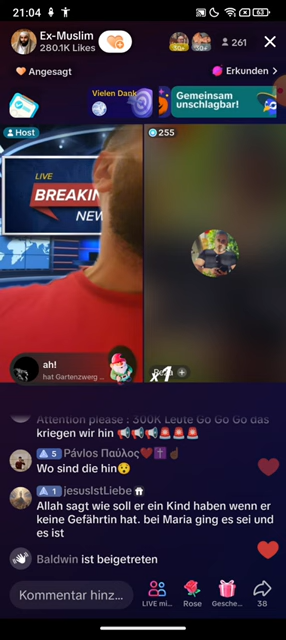 21:04
63
Ex-Muslim
280.1K Likes
50+
50+
261
Angesagt
Erkunden >
Vielen Dank
Gemeinsam
unschlagbar!
Host
255
LIVE
BREAKIN
NEW
ah!
hat Gartenzwerg ...
x1
Attention please : 300K Leute Go Go Go das
kriegen wir hin 📢📢📢🚨🚨🚨
5 Pávlos Παῦλος❤️✝️☝🏾
Wo sind die hin😯
1 jesusIstLiebe
Allah sagt wie soll er ein Kind haben wenn er
keine Gefährtin hat. bei Maria ging es sei und
es ist
Baldwin ist beigetreten
Kommentar hinz...
LIVE mi...
Rose
Gesche...
38